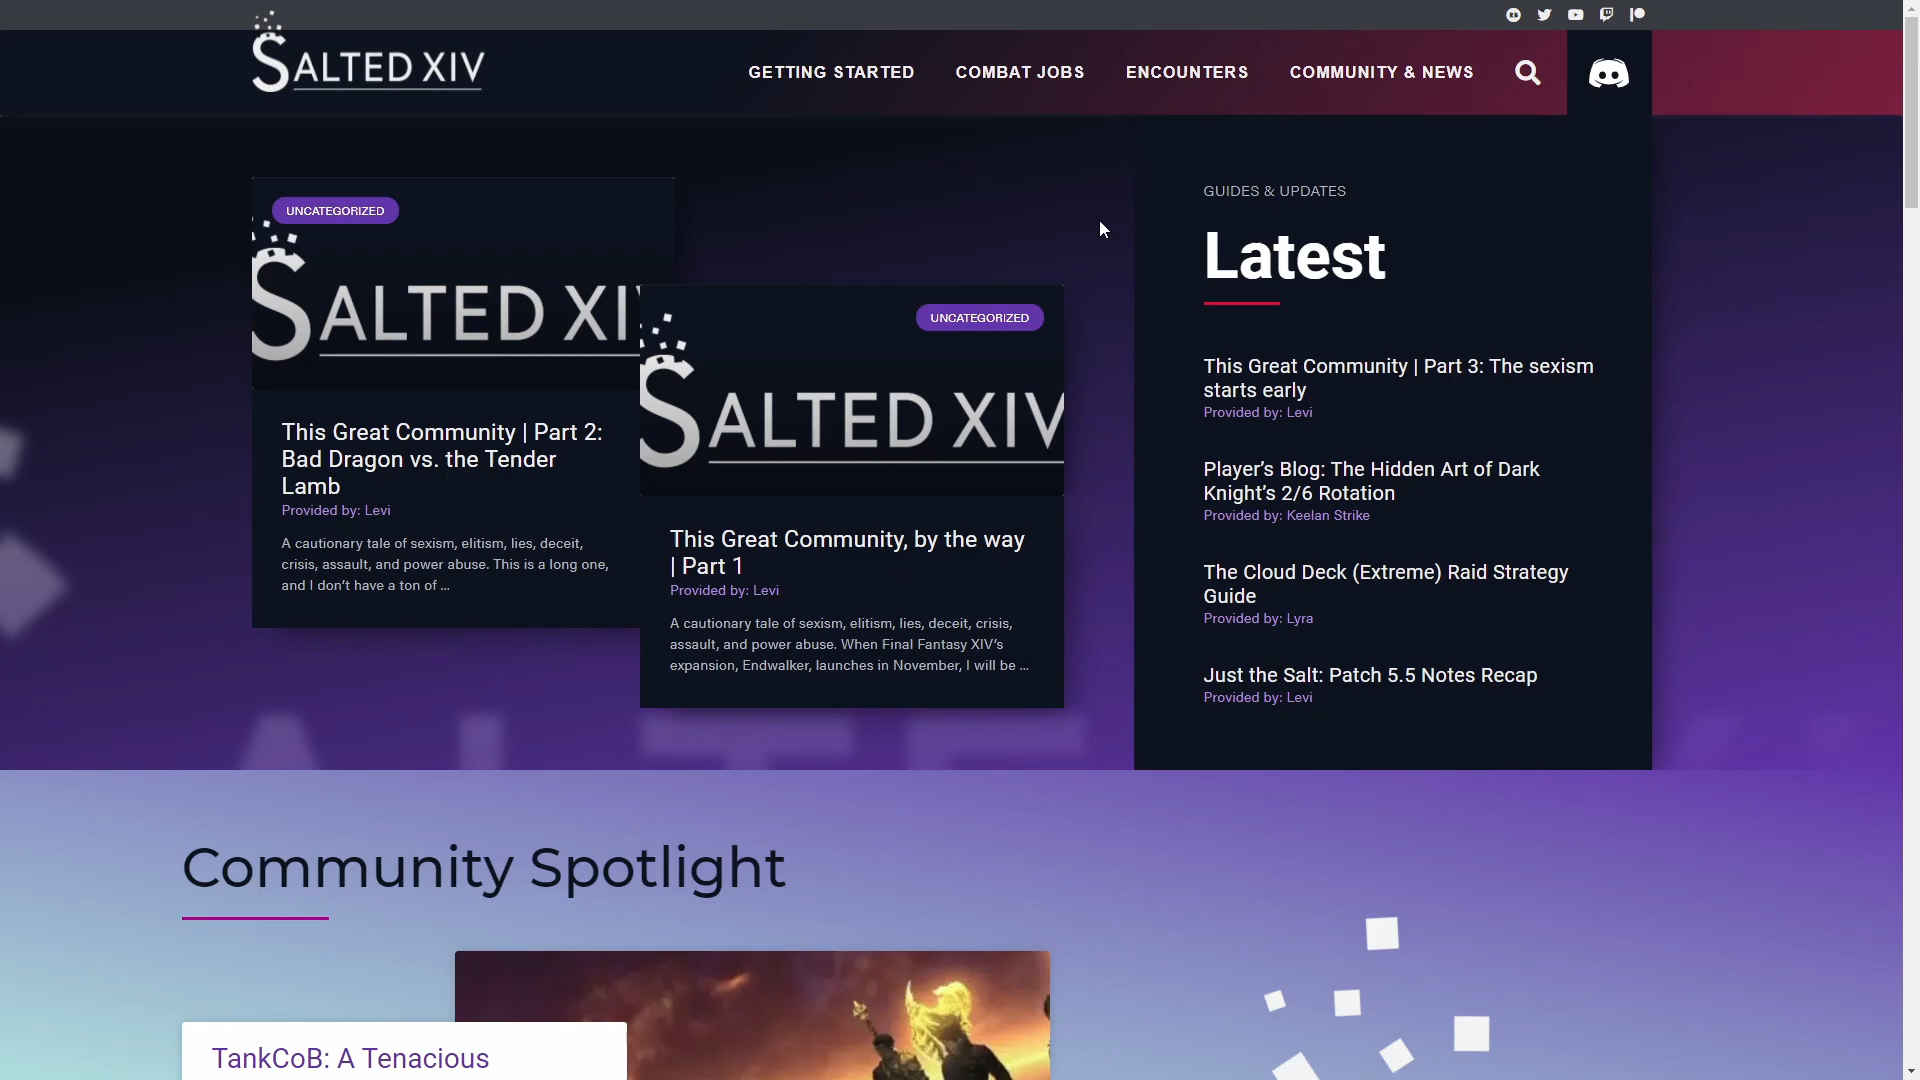 SALTED XIV
GETTING STARTED
COMBAT JOBS
ENCOUNTERS
COMMUNITY & NEWS
UNCATEGORIZED
SALTED XIV
This Great Community | Part 2:
Bad Dragon vs. the Tender
Lamb
Provided by: Levi
A cautionary tale of sexism, elitism, lies, deceit,
crisis, assault, and power abuse. This is a long one,
and I don't have a ton of ...
UNCATEGORIZED
SALTED XIV
This Great Community, by the way
| Part 1
Provided by: Levi
A cautionary tale of sexism, elitism, lies, deceit, crisis,
assault, and power abuse. When Final Fantasy XIV's
expansion, Endwalker, launches in November, I will be ...
GUIDES & UPDATES
Latest
This Great Community | Part 3: The sexism
starts early
Provided by: Levi
Player's Blog: The Hidden Art of Dark
Knight's 2/6 Rotation
Provided by: Keelan Strike
The Cloud Deck (Extreme) Raid Strategy
Guide
Provided by: Lyra
Just the Salt: Patch 5.5 Notes Recap
Provided by: Levi
Community Spotlight
TankCoB: A Tenacious